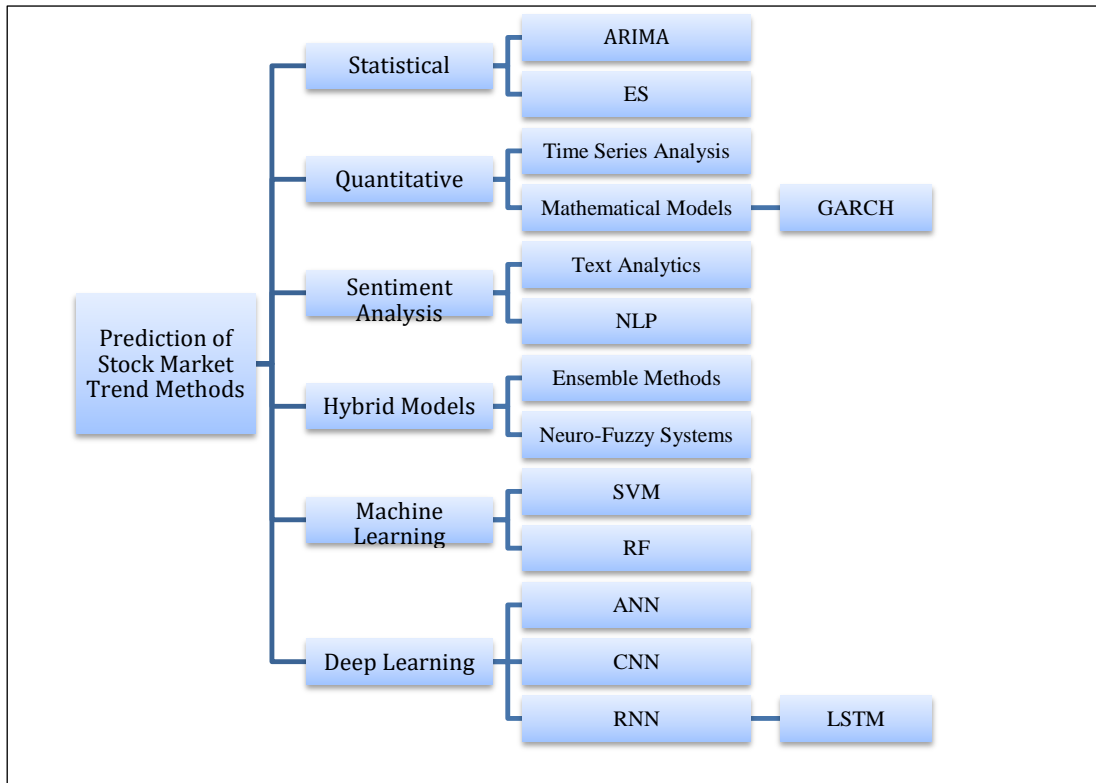 Prediction of
Stock Market
Trend Methods
Statistical
ARIMA
ES
Quantitative
Time Series Analysis
Mathematical Models
GARCH
Sentiment
Analysis
Text Analytics
NLP
Hybrid Models
Ensemble Methods
Neuro-Fuzzy Systems
Machine
Learning
SVM
RF
Deep Learning
ANN
CNN
RNN
LSTM